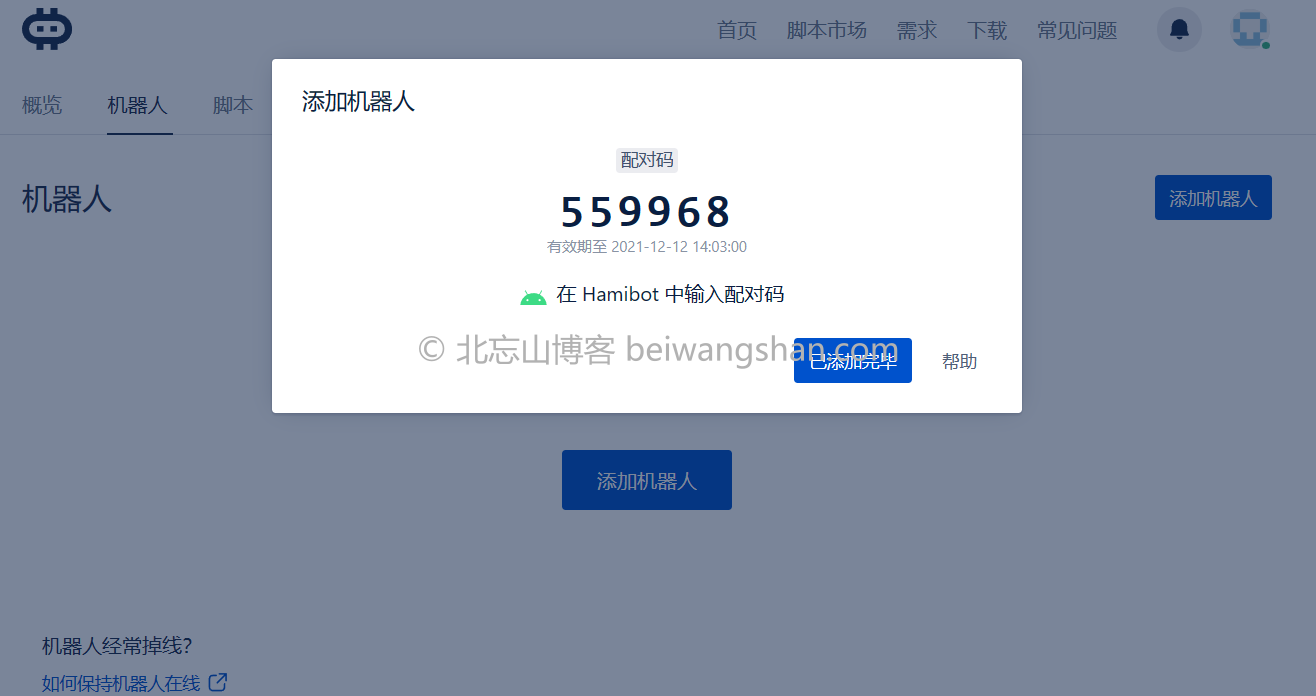 首页 脚本市场 需求 下载 常见问题
概览 机器人 脚本
添加机器人
配对码
机器人
添加机器人
559968
有效期至 2021-12-12 14:03:00
在 Hamibot 中输入配对码
© 北忘山博客 beiwangshan.com
已添加完毕 帮助
添加机器人
机器人经常掉线?
如何保持机器人在线